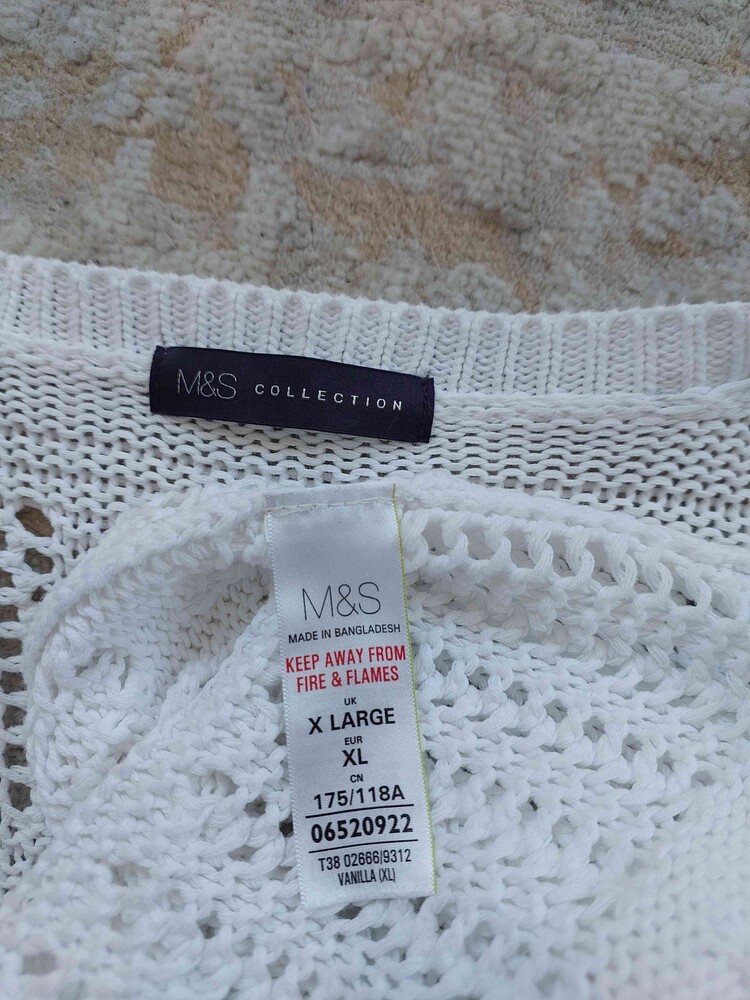 M&S COLLECTION
M&S
MADE IN BANGLADESH
KEEP AWAY FROM
FIRE & FLAMES
UK
X LARGE
EUR
XL
CN
175/118A
06520922
T38 02666/9312
VANILLA (XL)